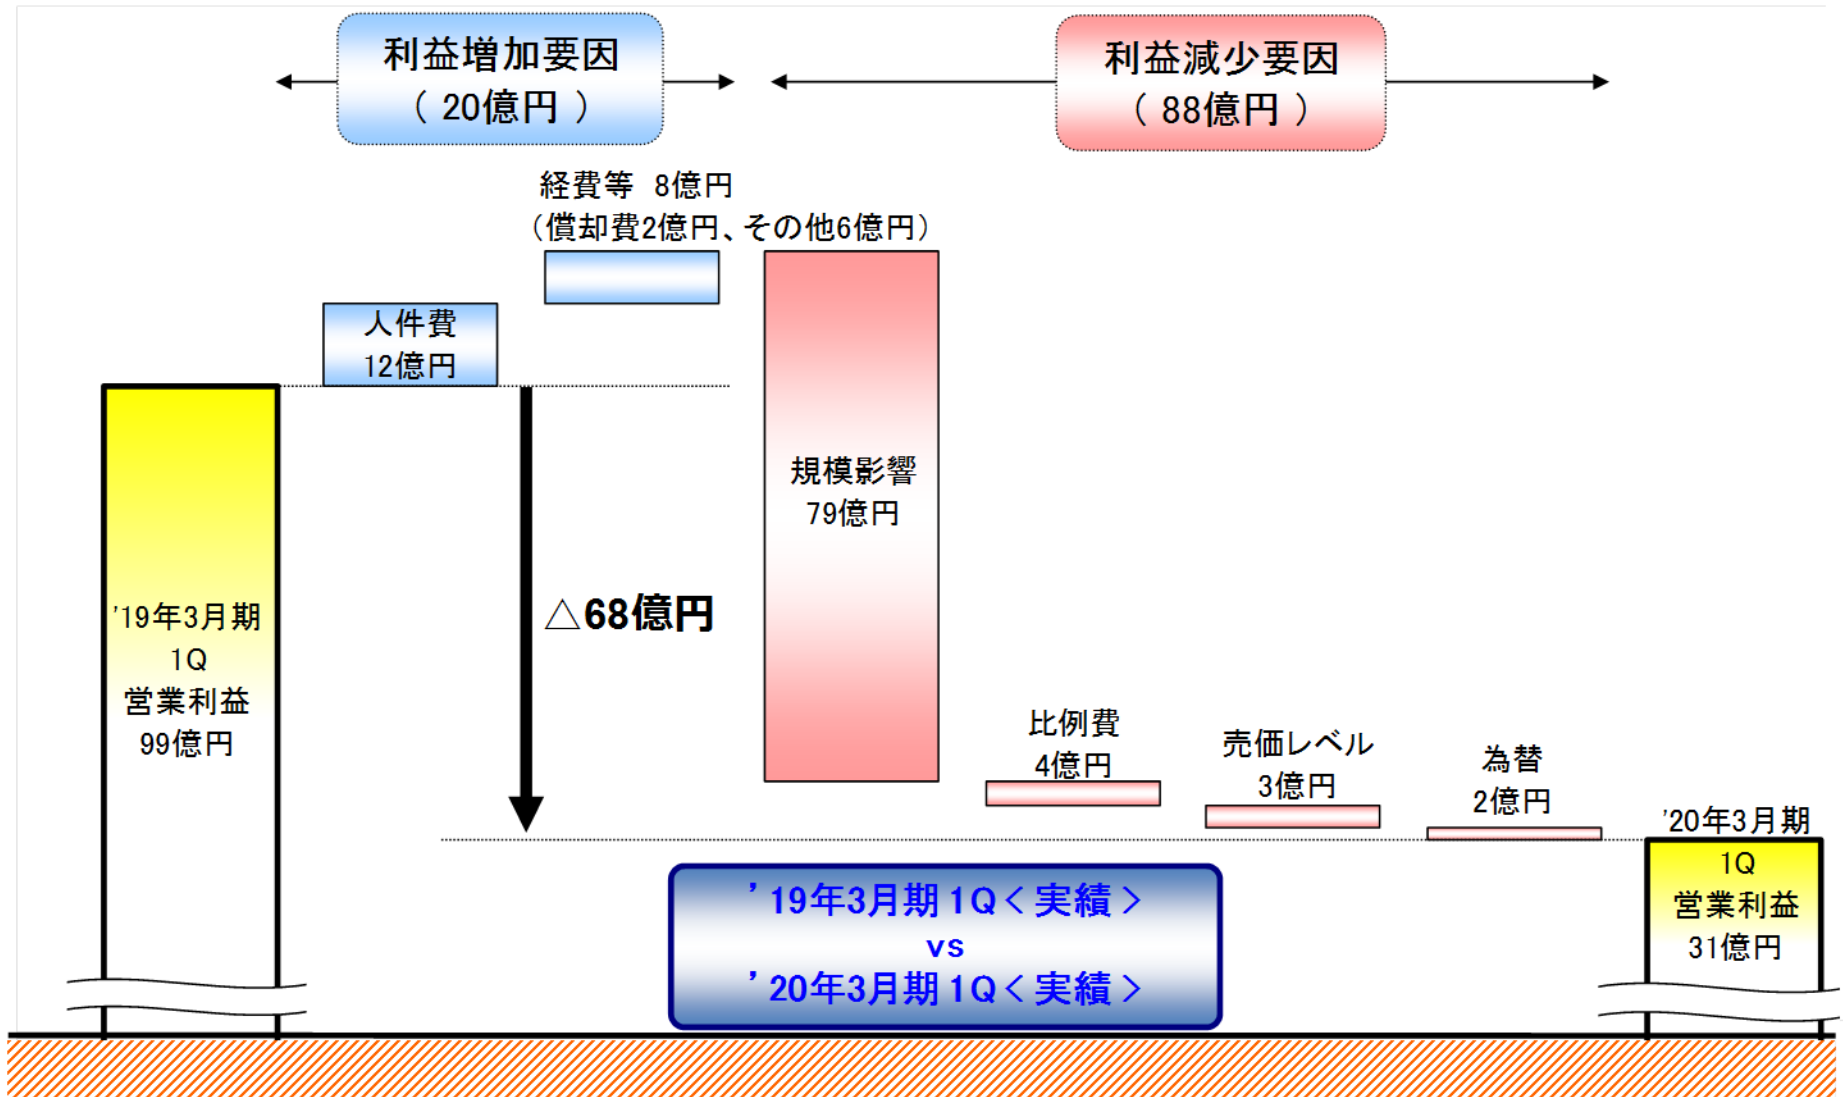 利益増加要因
（ 20億円 ）
利益減少要因
（ 88億円 ）
経費等 8億円
（償却費2億円、その他6億円）
人件費
12億円
規模影響
79億円
'19年3月期
1Q
営業利益
99億円
△68億円
比例費
4億円
売価レベル
3億円
為替
2億円
'20年3月期
1Q
営業利益
31億円
’19年3月期 1Q＜実績＞
vs
’20年3月期 1Q＜実績＞